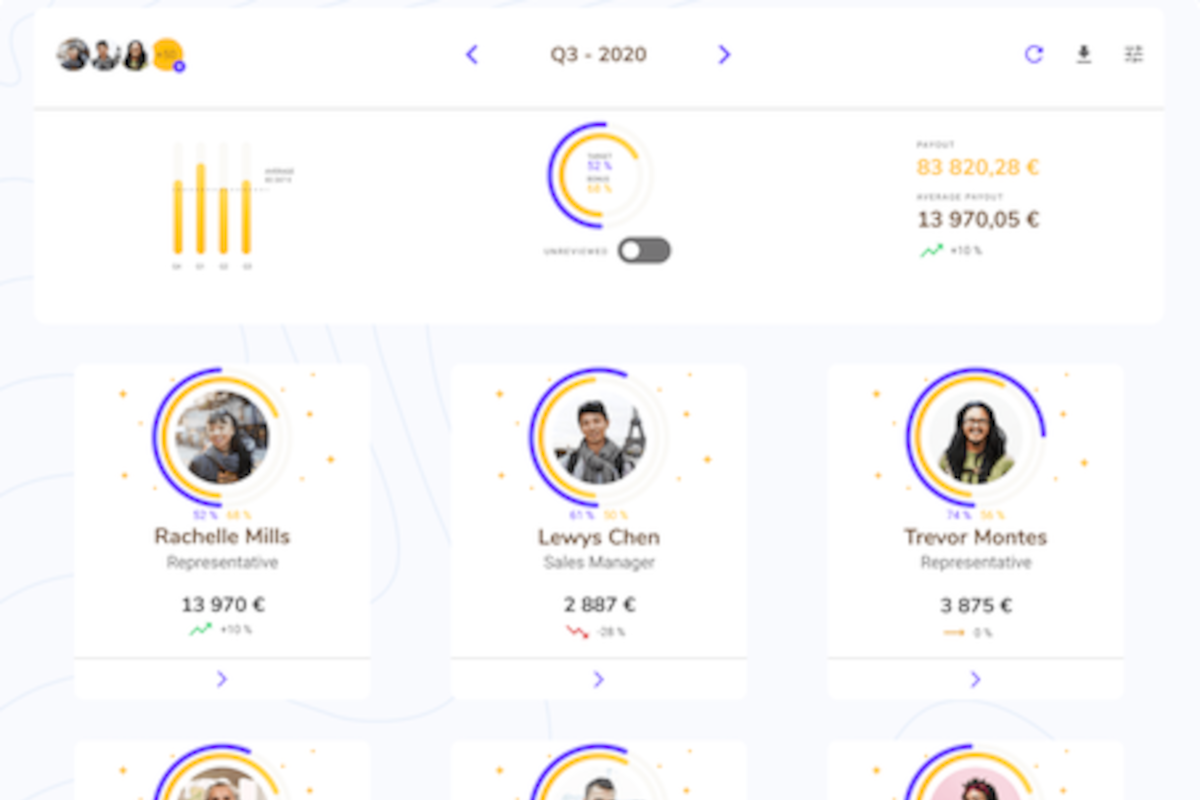 +50
Q3 - 2020
AVERAGE
Q4 Q1 Q2 Q3
TARGET
52 %
BONUS
68 %
UNREVIEWED
PAYOUT
83 820,28 €
AVERAGE PAYOUT
13 970,05 €
+10 %
52 % 68 %
Rachelle Mills
Representative
13 970 €
+10 %
61 % 50 %
Lewys Chen
Sales Manager
2 887 €
-28 %
74 % 56 %
Trevor Montes
Representative
3 875 €
0 %